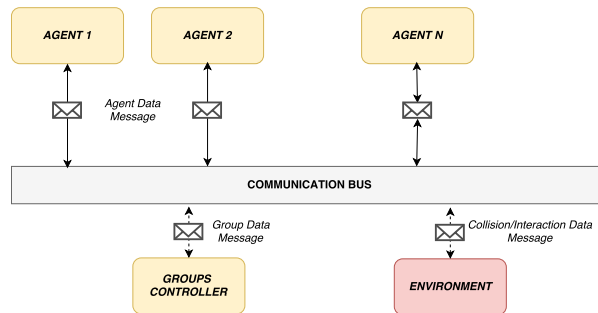 AGENT 1
AGENT 2
AGENT N
Agent Data
Message
COMMUNICATION BUS
Group Data
Message
Collision/Interaction Data
Message
GROUPS
CONTROLLER
ENVIRONMENT